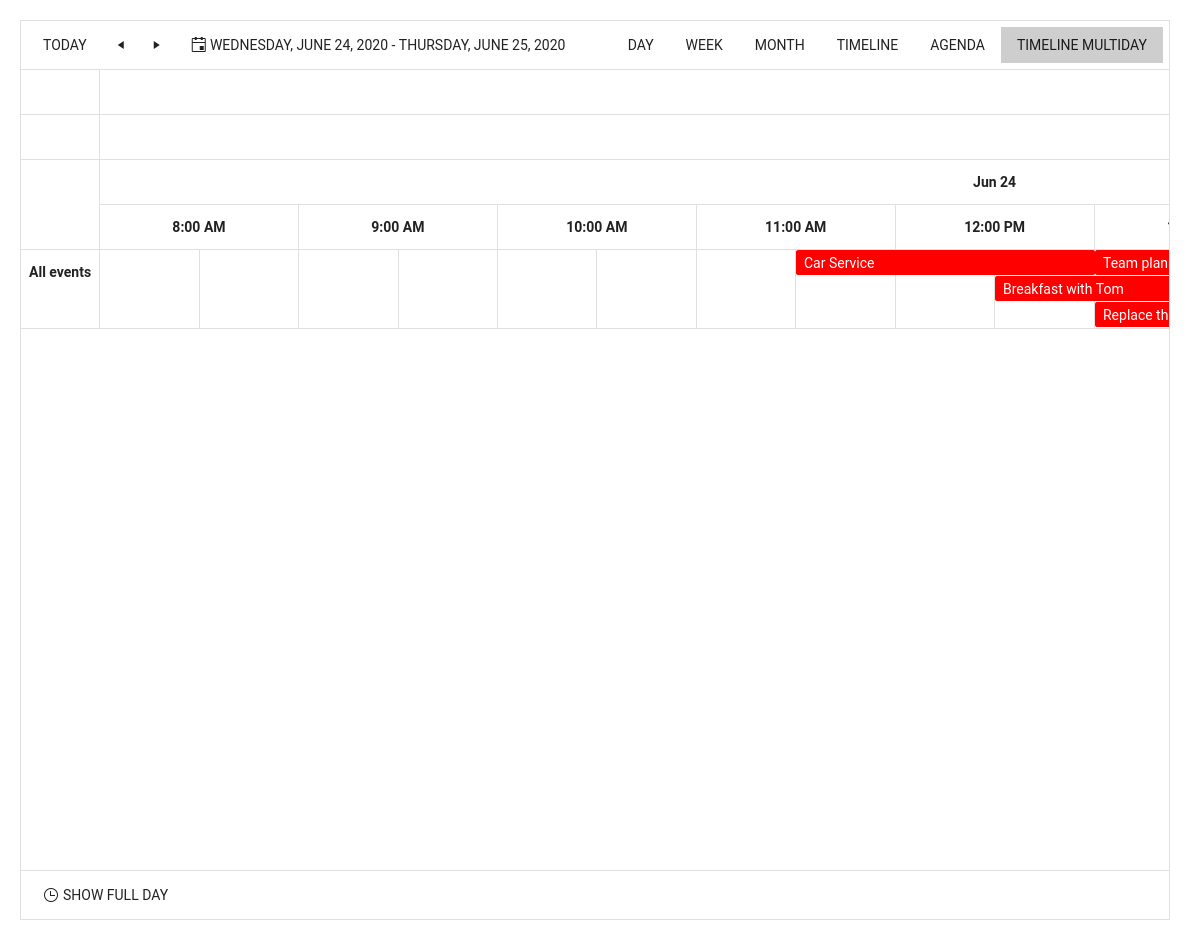 TODAY
WEDNESDAY, JUNE 24, 2020 - THURSDAY, JUNE 25, 2020
DAY
WEEK
MONTH
TIMELINE
AGENDA
TIMELINE MULTIDAY
Jun 24
8:00 AM
9:00 AM
10:00 AM
11:00 AM
12:00 PM
All events
Car Service
Team plan
Breakfast with Tom
Replace th
SHOW FULL DAY